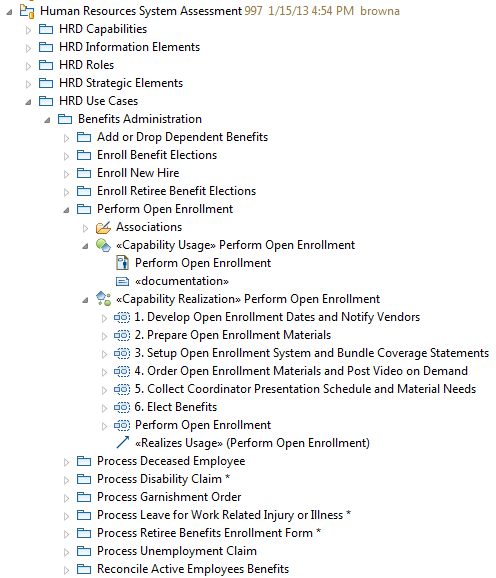 Human Resources System Assessment 997 1/15/13 4:54 PM browna
HRD Capabilities
HRD Information Elements
HRD Roles
HRD Strategic Elements
HRD Use Cases
Benefits Administration
Add or Drop Dependent Benefits
Enroll Benefit Elections
Enroll New Hire
Enroll Retiree Benefit Elections
Perform Open Enrollment
Associations
«Capability Usage» Perform Open Enrollment
Perform Open Enrollment
«documentation»
«Capability Realization» Perform Open Enrollment
1. Develop Open Enrollment Dates and Notify Vendors
2. Prepare Open Enrollment Materials
3. Setup Open Enrollment System and Bundle Coverage Statements
4. Order Open Enrollment Materials and Post Video on Demand
5. Collect Coordinator Presentation Schedule and Material Needs
6. Elect Benefits
Perform Open Enrollment
«Realizes Usage» (Perform Open Enrollment)
Process Deceased Employee
Process Disability Claim *
Process Garnishment Order
Process Leave for Work Related Injury or Illness *
Process Retiree Benefits Enrollment Form *
Process Unemployment Claim
Reconcile Active Employees Benefits